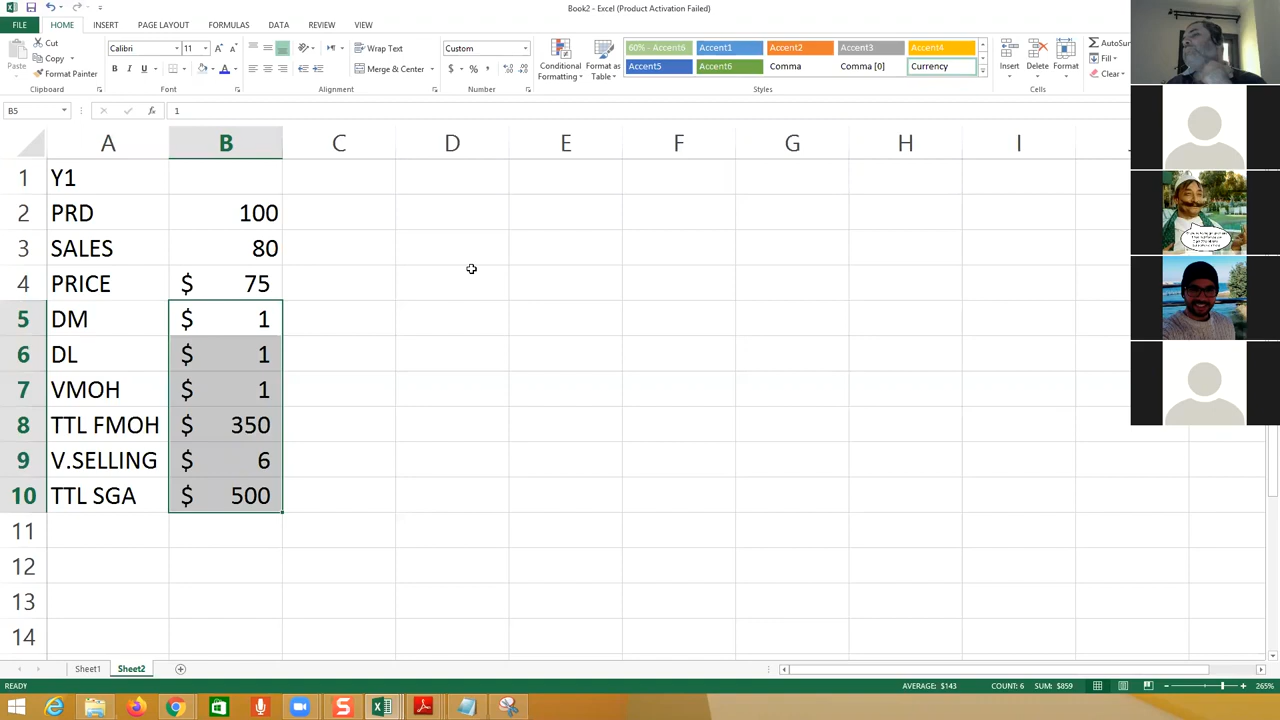 Book2 - Excel (Product Activation Failed)
FILE HOME INSERT PAGE LAYOUT FORMULAS DATA REVIEW VIEW
Cut Calibri 11 A A Wrap Text Custom 60% - Accent6 Accent1 Accent2 Accent3 Accent4 AutoSum
Copy Accent5 Accent6 Comma Comma [0] Currency Fill
Paste Format Painter B I U A Merge & Center $ % , Conditional Formatting Format as Table Insert Delete Format Clear
Clipboard Font Alignment Number Styles Cells
B5 fx 1
A B C D E F G H I
1 Y1
2 PRD 100
3 SALES 80
4 PRICE $ 75
5 DM $ 1
6 DL $ 1
7 VMOH $ 1
8 TTL FMOH $ 350
9 V.SELLING $ 6
10 TTL SGA $ 500
11
12
13
14
Sheet1 Sheet2
READY AVERAGE: $143 COUNT: 6 SUM: $859 265%